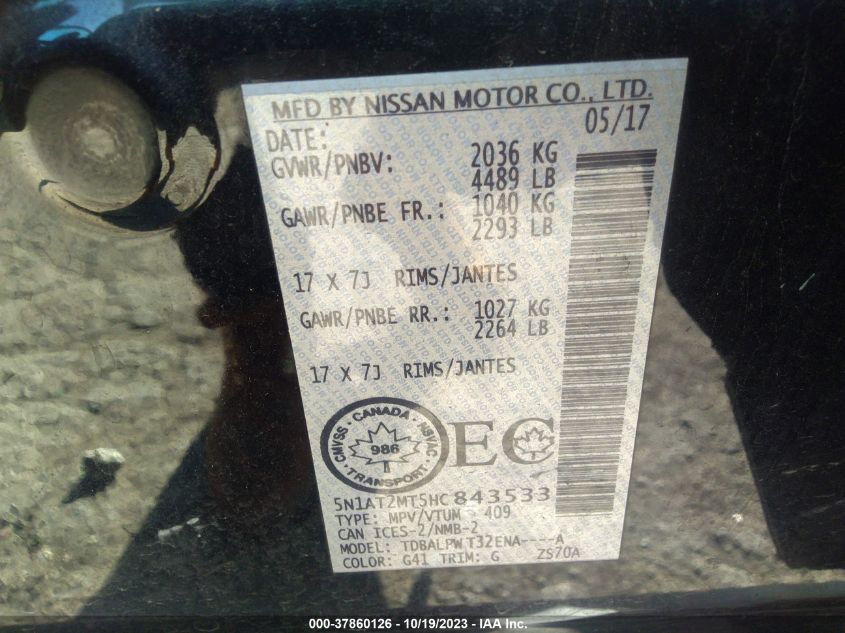 MFD BY NISSAN MOTOR CO., LTD.
DATE: 05/17
GVWR/PNBV: 2036 KG
4489 LB
GAWR/PNBE FR.: 1040 KG
2293 LB
17 X 7J RIMS/JANTES
GAWR/PNBE RR.: 1027 KG
2264 LB
17 X 7J RIMS/JANTES
CMVSS · CANADA · NSVAC
986
TRANSPORT
EC
5N1AT2MT5HC843533
TYPE: MPV/VTUM 409
CAN ICES-2/NMB-2
MODEL: TDBALPWT32ENA----A
COLOR: G41 TRIM: G ZS70A
000-37860126 - 10/19/2023 - IAA Inc.